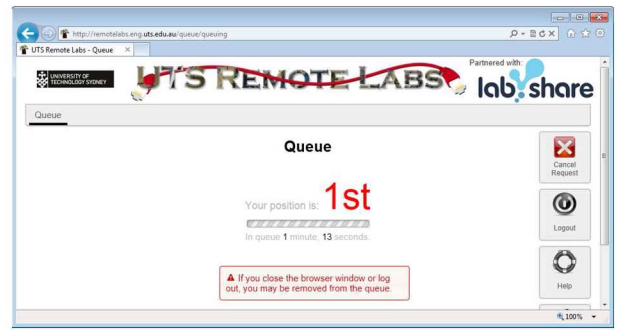 http://remotelabs.eng.uts.edu.au/queue/queuing
UTS Remote Labs - Queue
UNIVERSITY OF
TECHNOLOGY SYDNEY
UTS REMOTE LABS
Partnered with:
lab share
Queue
Queue
Cancel
Request
Your position is: 1st
In queue 1 minute, 13 seconds.
Logout
If you close the browser window or log
out, you may be removed from the queue.
Help
100%